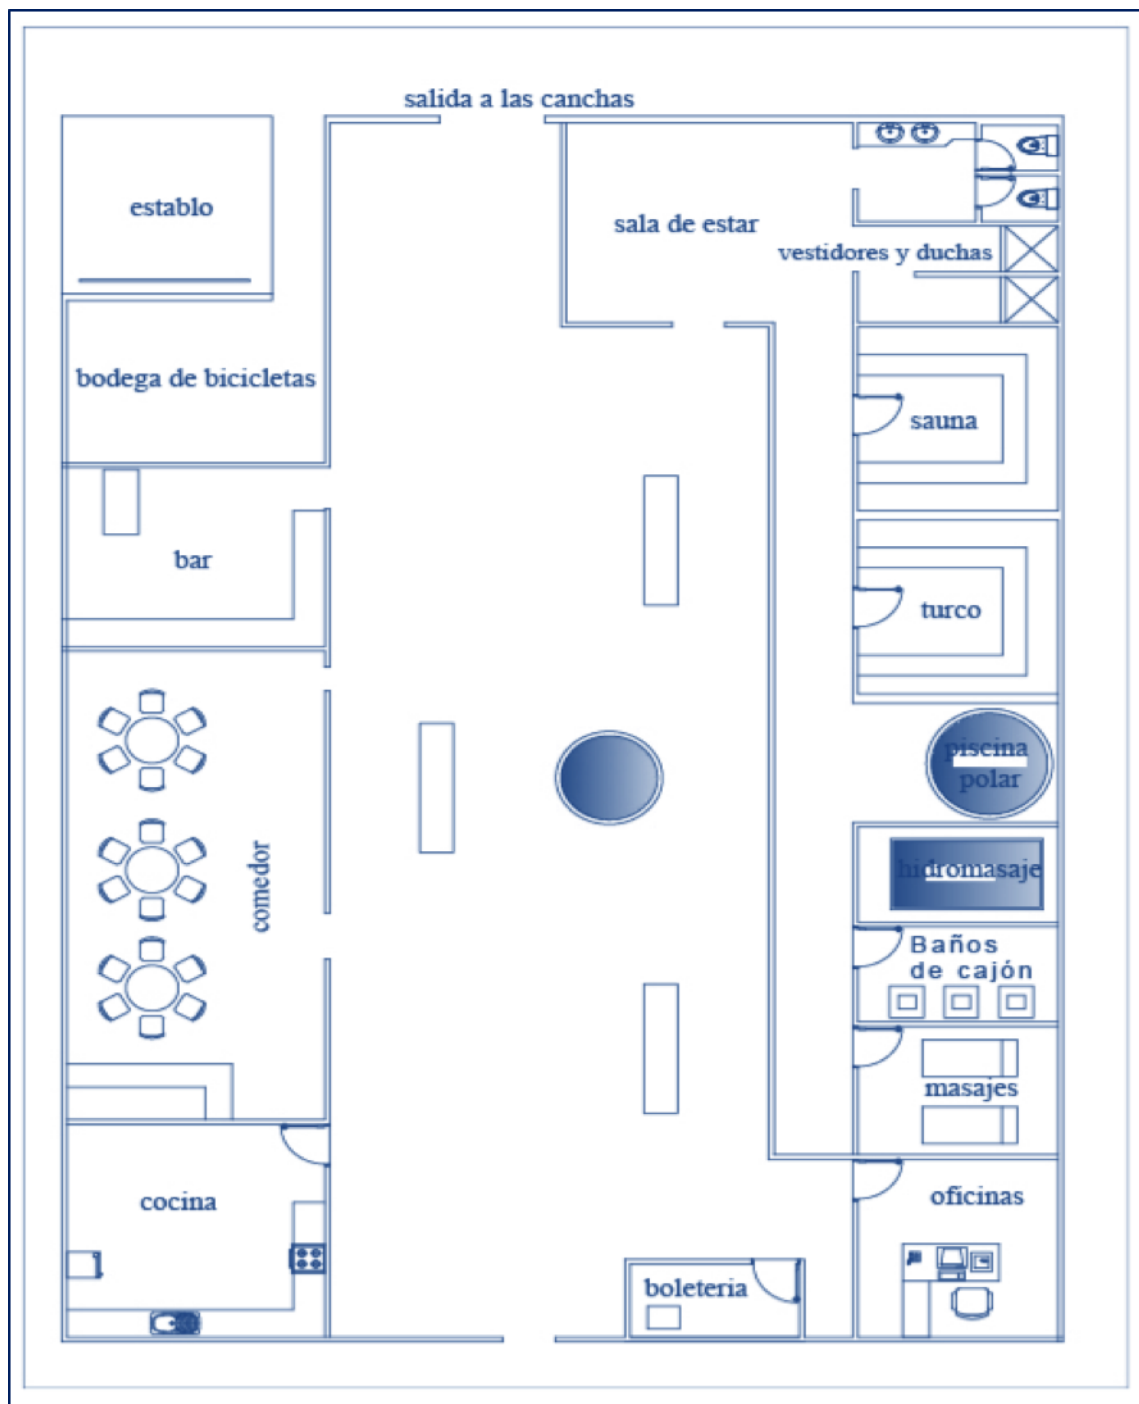 salida a las canchas
establo
sala de estar
vestidores y duchas
bodega de bicicletas
sauna
bar
turco
piscina
polar
comedor
hidromasaje
Baños
de cajón
masajes
cocina
oficinas
boleteria